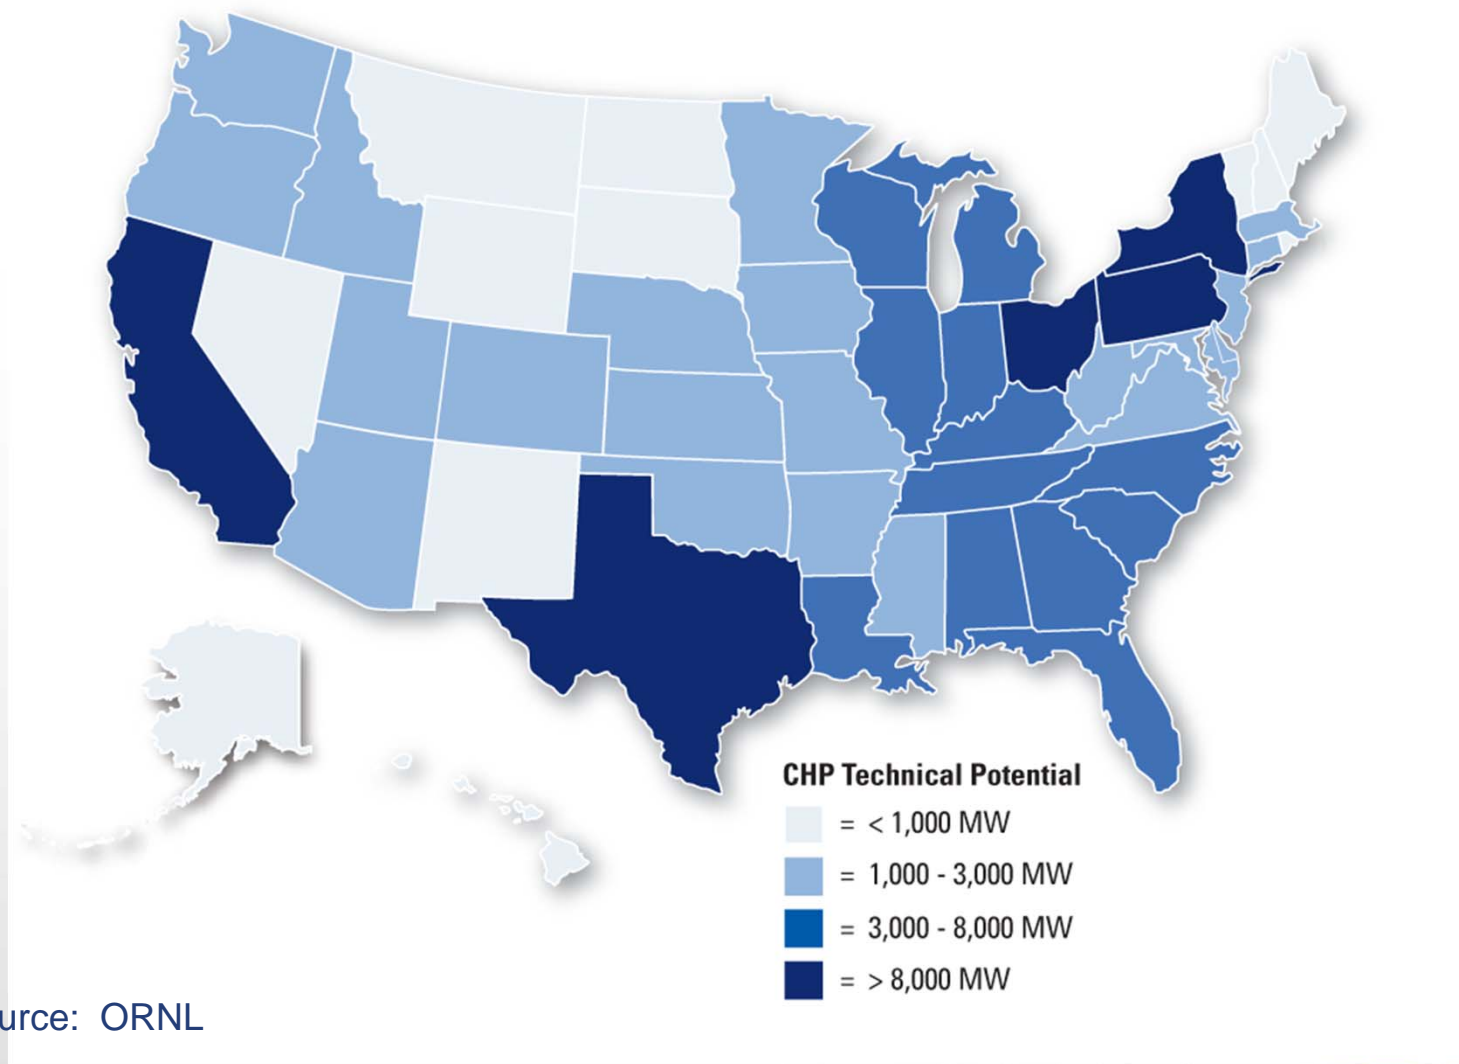 CHP Technical Potential
= < 1,000 MW
= 1,000 - 3,000 MW
= 3,000 - 8,000 MW
= > 8,000 MW
urce: ORNL